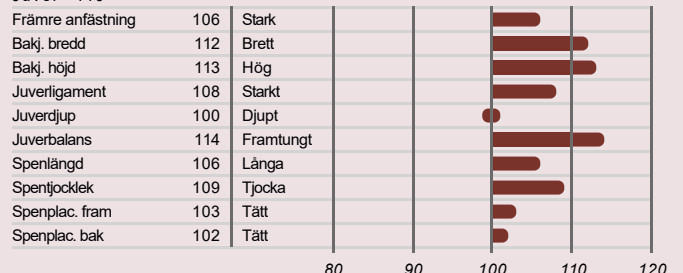 Främre anfästning 106 Stark
Bakj. bredd 112 Brett
Bakj. höjd 113 Hög
Juverligament 108 Starkt
Juverdjup 100 Djupt
Juverbalans 114 Framtungt
Spenlängd 106 Långa
Spentjocklek 109 Tjocka
Spenplac. fram 103 Tätt
Spenplac. bak 102 Tätt
80 90 100 110 120